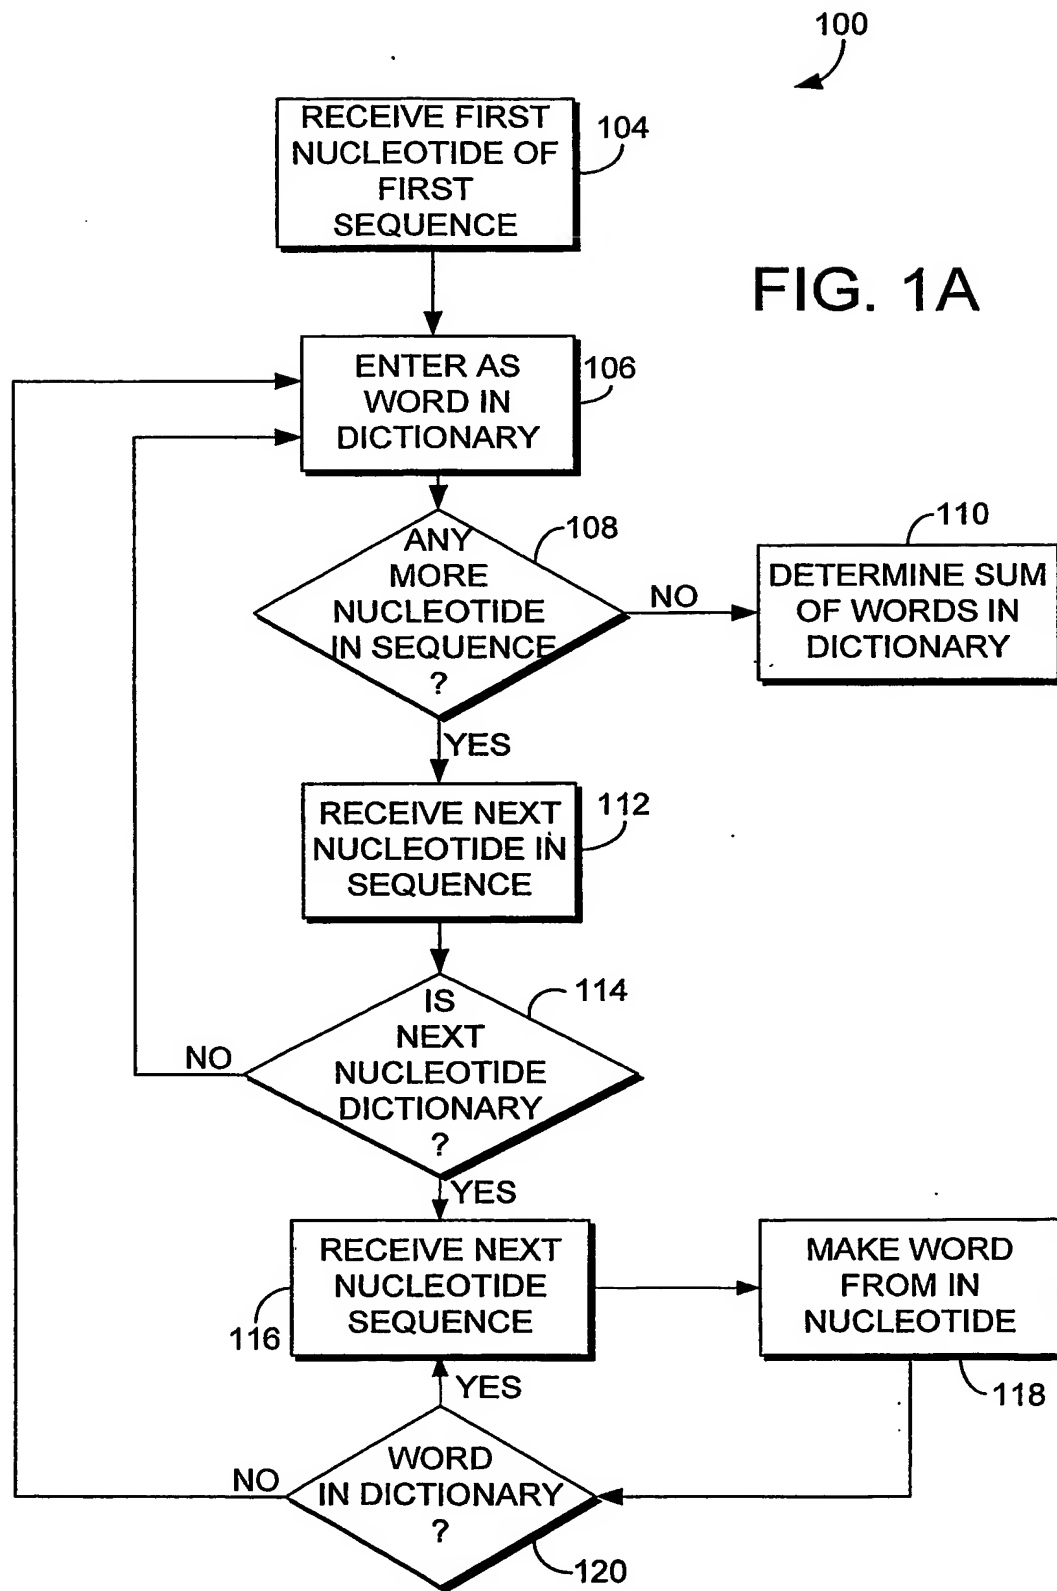 100
RECEIVE FIRST
NUCLEOTIDE OF
FIRST
SEQUENCE
104
FIG. 1A
ENTER AS
WORD IN
DICTIONARY
106
ANY
MORE
NUCLEOTIDE
IN SEQUENCE
?
108
NO
110
DETERMINE SUM
OF WORDS IN
DICTIONARY
YES
RECEIVE NEXT
NUCLEOTIDE IN
SEQUENCE
112
IS
NEXT
NUCLEOTIDE
DICTIONARY
?
114
NO
YES
RECEIVE NEXT
NUCLEOTIDE
SEQUENCE
116
MAKE WORD
FROM IN
NUCLEOTIDE
118
YES
WORD
IN DICTIONARY
?
NO
120